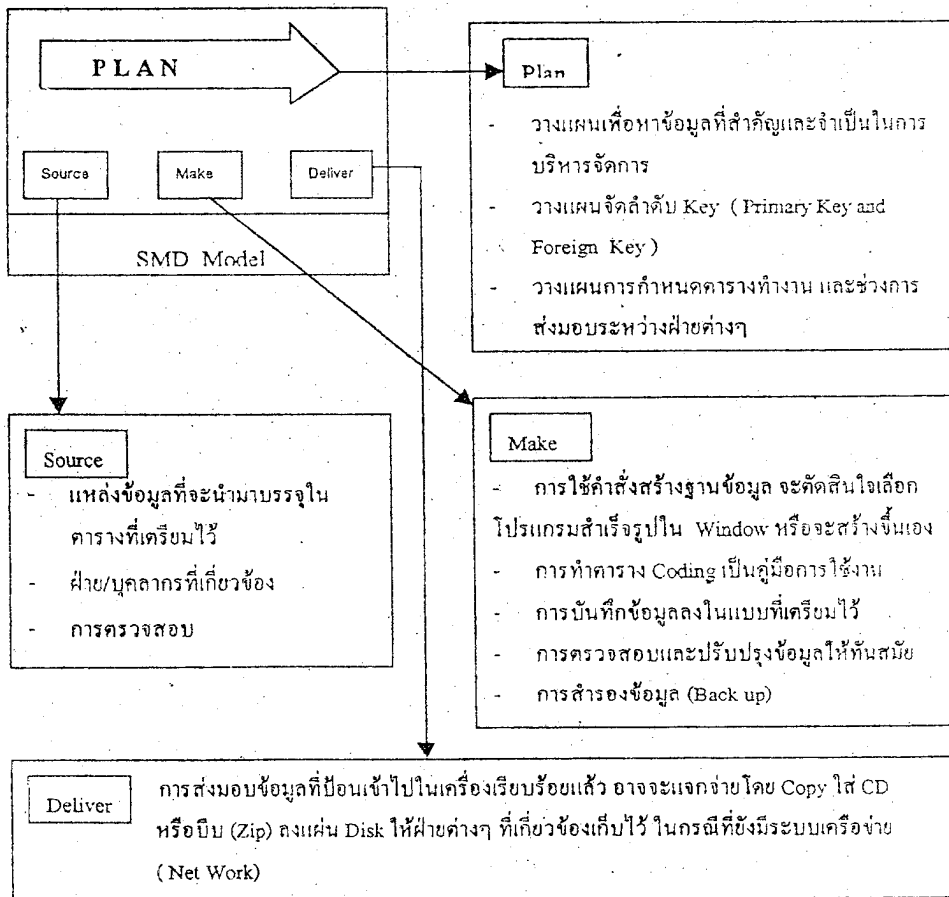 PLAN
Source
Make
Deliver
SMD Model
Plan
- วางแผนเพื่อหาข้อมูลที่สำคัญและจำเป็นในการ
บริหารจัดการ
- วางแผนจัดลำดับ Key ( Primary Key and
Foreign Key )
- วางแผนการกำหนดตารางทำงาน และช่วงการ
ส่งมอบระหว่างฝ่ายต่างๆ
Source
- แหล่งข้อมูลที่จะนำมาบรรจุใน
ตารางที่เตรียมไว้
- ฝ่าย/บุคลากรที่เกี่ยวข้อง
- การตรวจสอบ
Make
- การใช้คำสั่งสร้างฐานข้อมูล จะตัดสินใจเลือก
โปรแกรมสำเร็จรูปใน Window หรือจะสร้างขึ้นเอง
- การทำตาราง Coding เป็นคู่มือการใช้งาน
- การบันทึกข้อมูลลงในแบบที่เตรียมไว้
- การตรวจสอบและปรับปรุงข้อมูลให้ทันสมัย
- การสำรองข้อมูล (Back up)
Deliver
การส่งมอบข้อมูลที่ป้อนเข้าไปในเครื่องเรียบร้อยแล้ว อาจจะแจกจ่ายโดย Copy ใส่ CD
หรือบีบ (Zip) ลงแผ่น Disk ให้ฝ่ายต่างๆ ที่เกี่ยวข้องเก็บไว้ ในกรณีที่ยังมีระบบเครือข่าย
( Net Work)